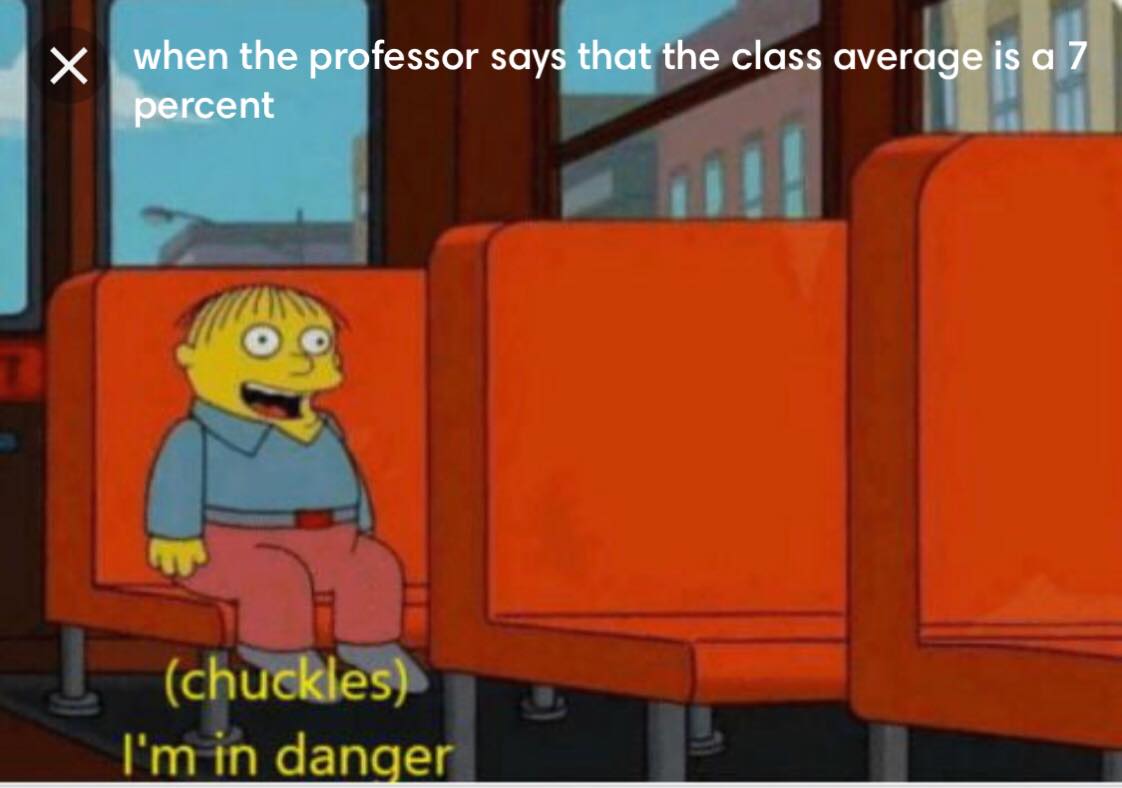 when the professor says that the class average is a 7
percent
(chuckles)
I'm in danger